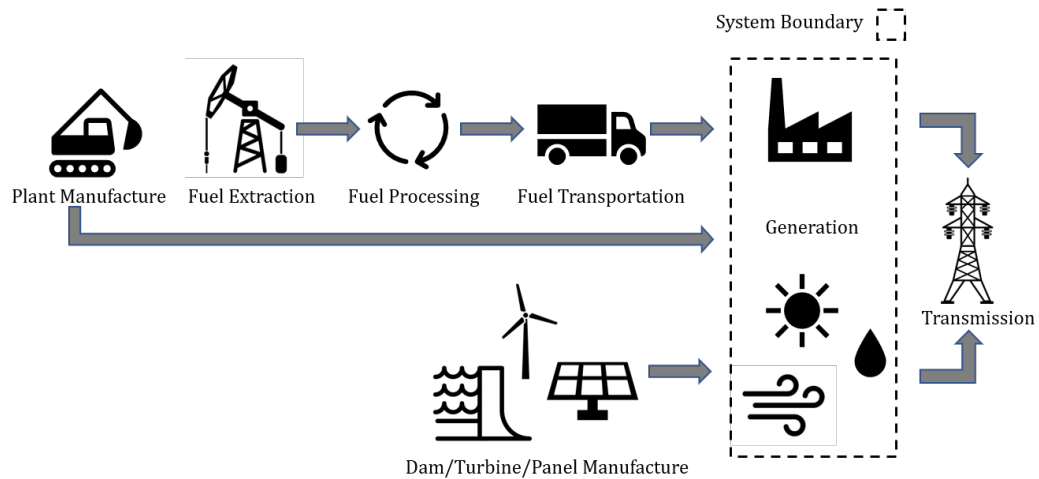 System Boundary
Plant Manufacture
Fuel Extraction
Fuel Processing
Fuel Transportation
Generation
Transmission
Dam/Turbine/Panel Manufacture